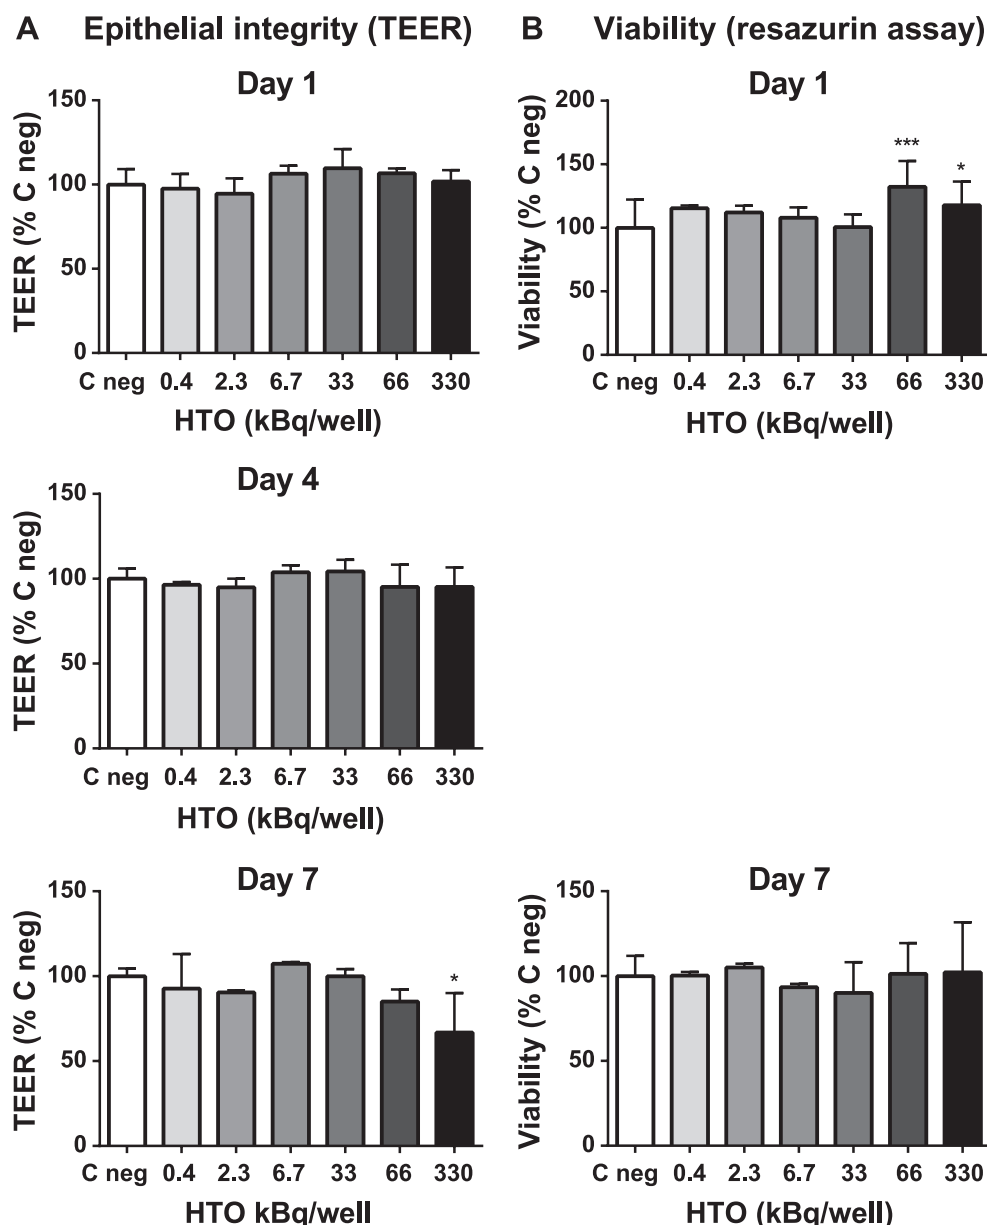 A Epithelial integrity (TEER)
B Viability (resazurin assay)
Day 1
150
100
50
0
TEER (% C neg)
C neg 0.4 2.3 6.7 33 66 330
HTO (kBq/well)
Day 1
200
150
100
50
0
Viability (% C neg)
***
*
C neg 0.4 2.3 6.7 33 66 330
HTO (kBq/well)
Day 4
150
100
50
0
TEER (% C neg)
C neg 0.4 2.3 6.7 33 66 330
HTO (kBq/well)
Day 7
150
100
50
0
TEER (% C neg)
*
C neg 0.4 2.3 6.7 33 66 330
HTO kBq/well
Day 7
150
100
50
0
Viability (% C neg)
C neg 0.4 2.3 6.7 33 66 330
HTO (kBq/well)